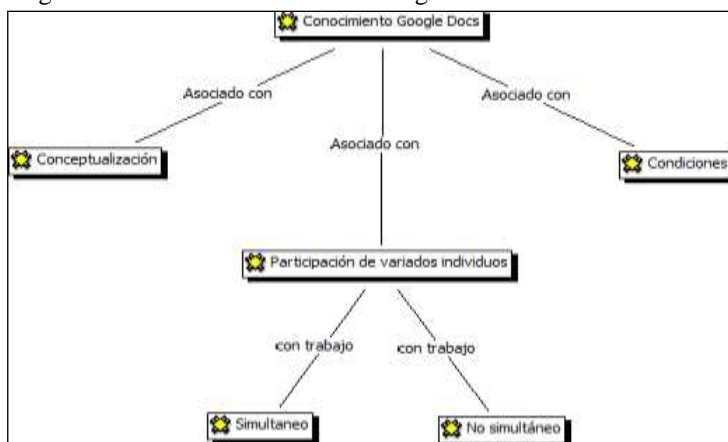 Conocimiento Google Docs
Asociado con
Asociado con
Asociado con
Conceptualización
Condiciones
Participación de variados individuos
con trabajo
con trabajo
Simultaneo
No simultáneo